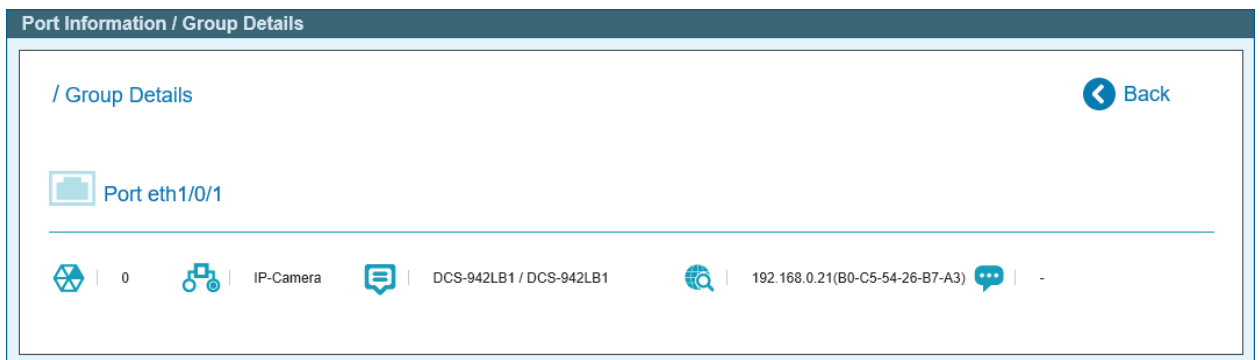 Port Information / Group Details
/ Group Details
Back
Port eth1/0/1
0 IP-Camera DCS-942LB1 / DCS-942LB1 192.168.0.21(B0-C5-54-26-B7-A3) -